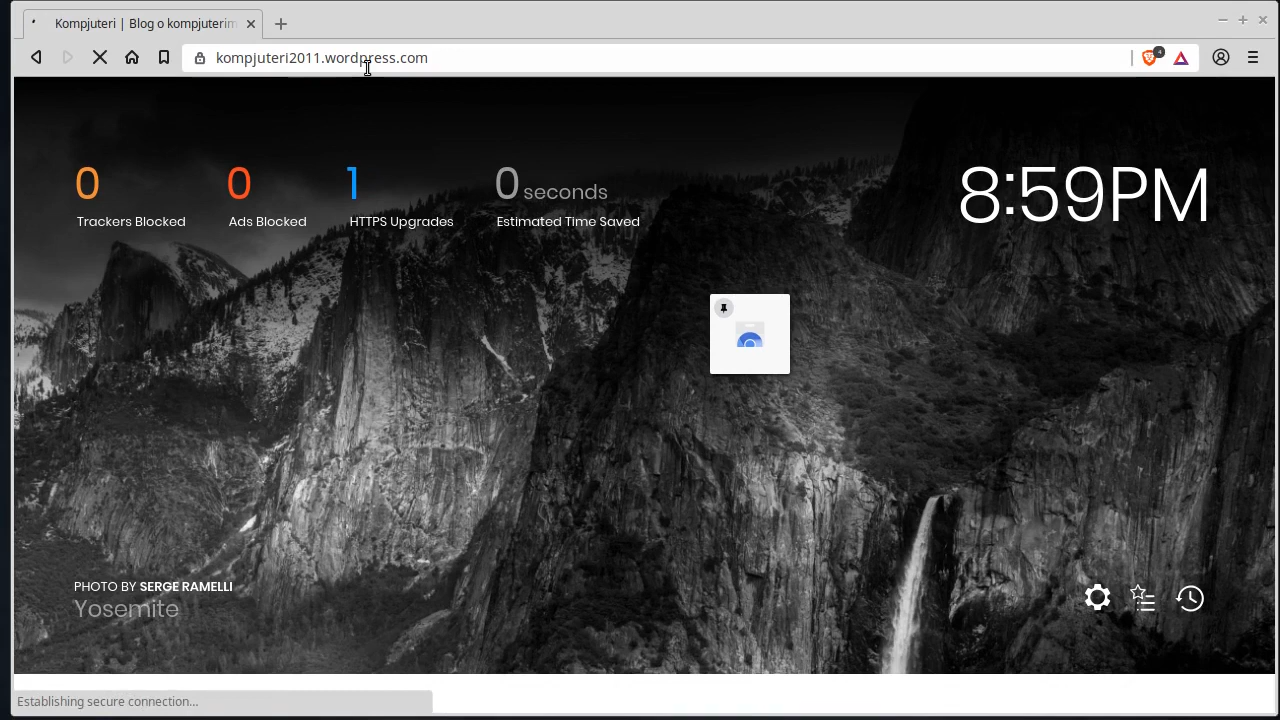 Kompjuteri | Blog o kompjuterim
kompjuteri2011.wordpress.com
4
0 0 1 0 seconds
Trackers Blocked Ads Blocked HTTPS Upgrades Estimated Time Saved
8:59PM
PHOTO BY SERGE RAMELLI
Yosemite
Establishing secure connection...